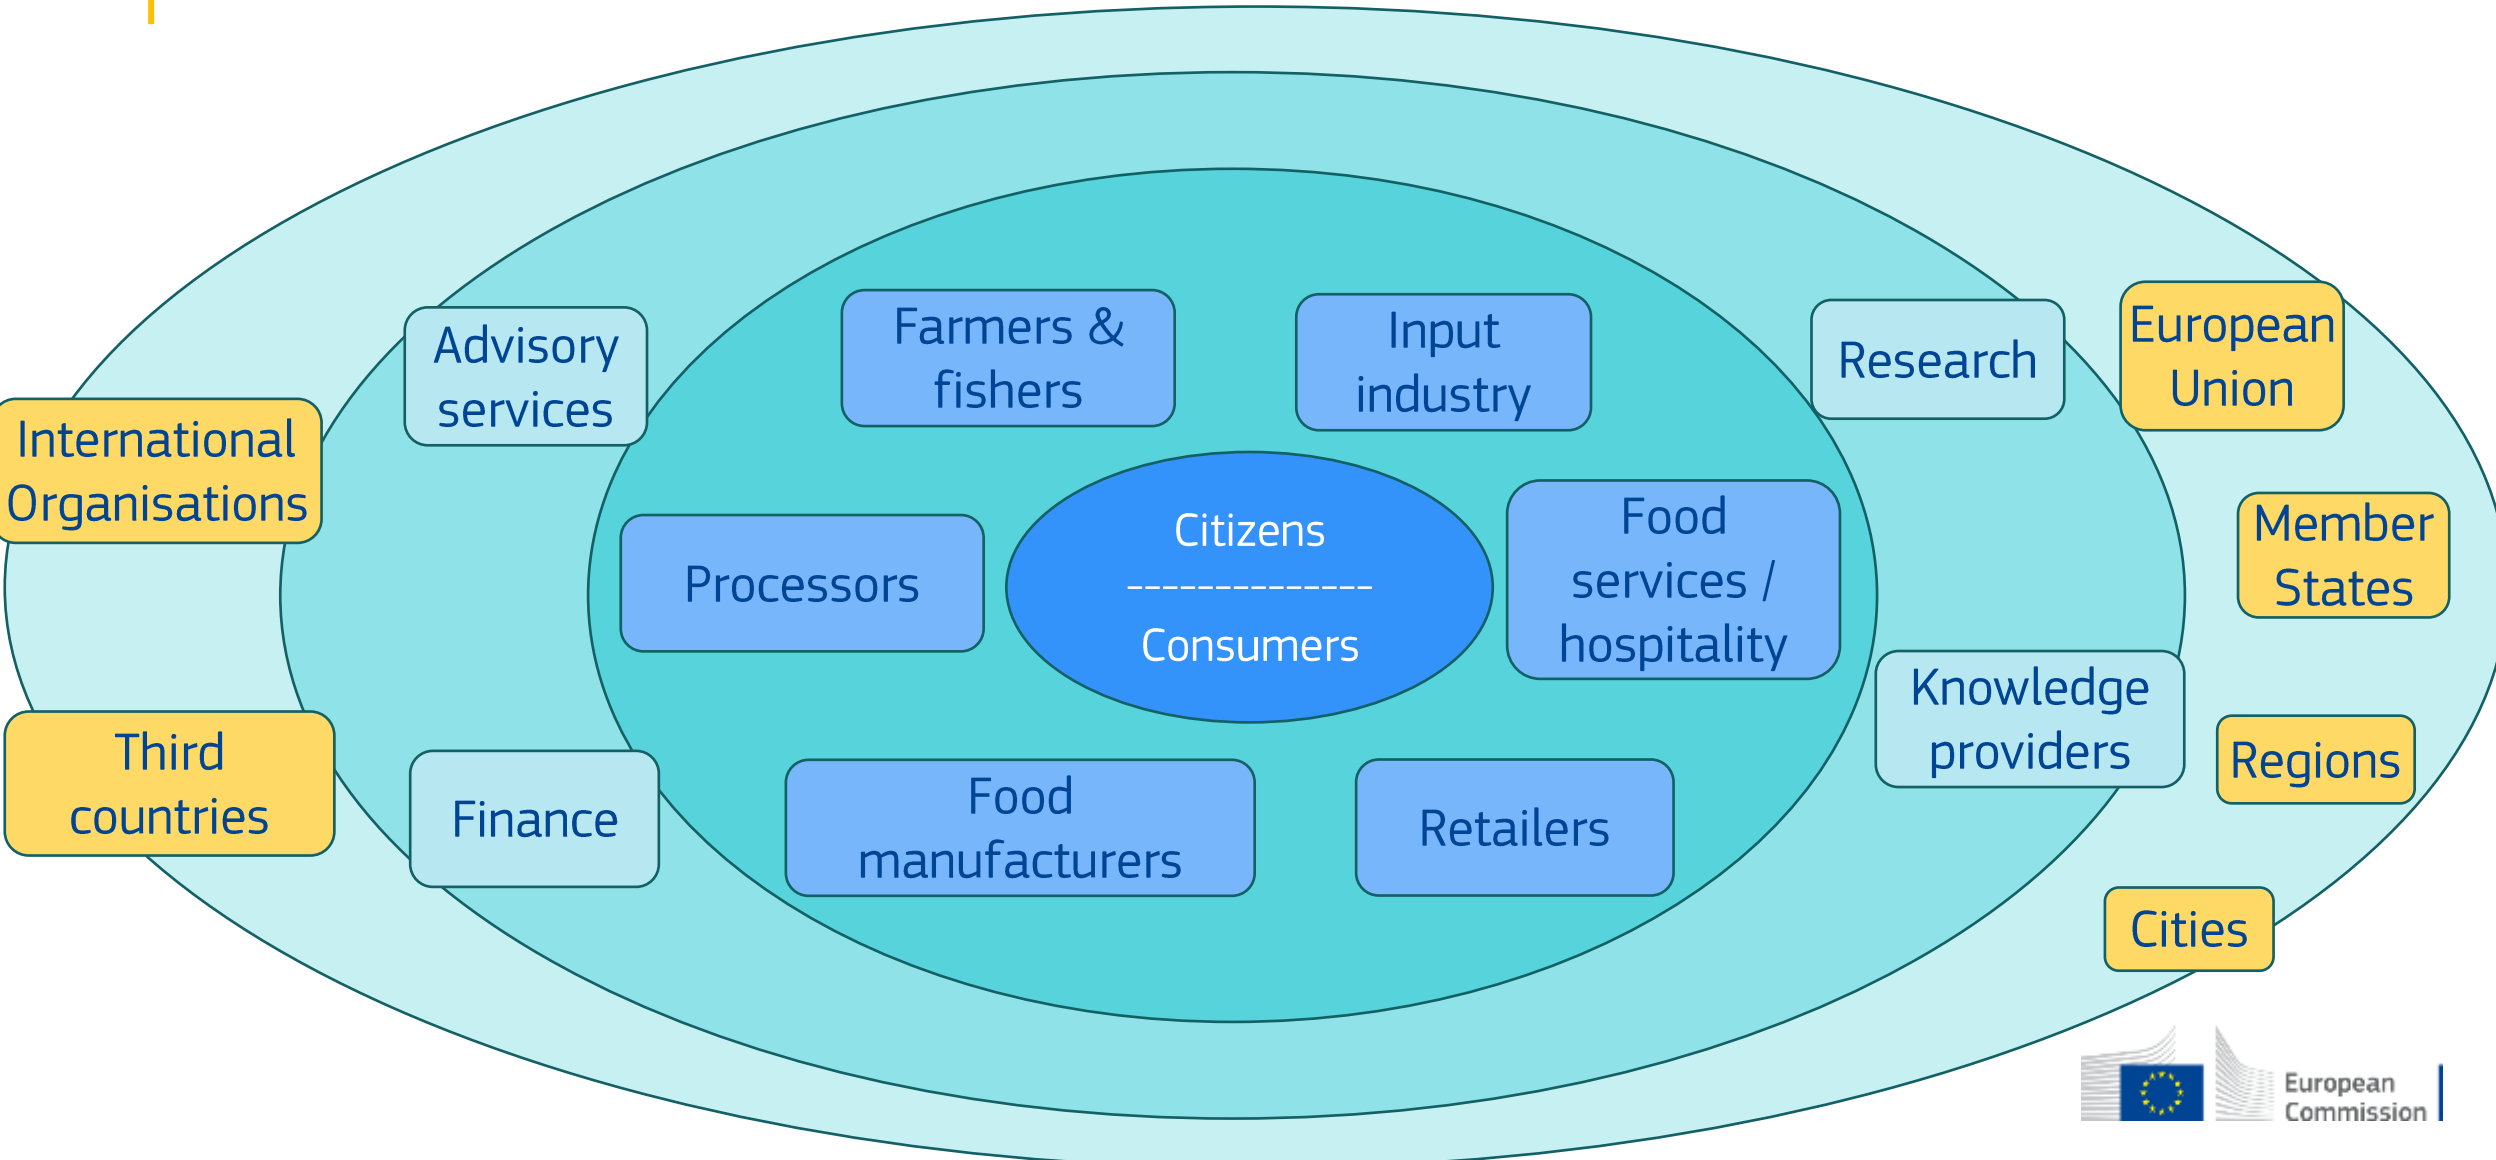 Farmers &
fishers
Input
industry
Advisory
services
Research
European
Union
International
Organisations
Citizens
--------------
Consumers
Processors
Food
services /
hospitality
Member
States
Knowledge
providers
Third
countries
Finance
Food
manufacturers
Retailers
Regions
Cities
European
Commission